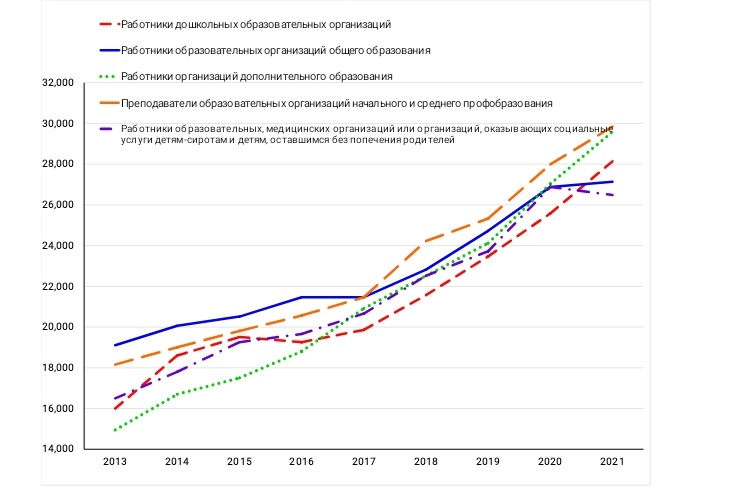 Работники дошкольных образовательных организаций
Работники образовательных организаций общего образования
Работники организаций дополнительного образования
Преподаватели образовательных организаций начального и среднего профобразования
Работники образовательных, медицинских организаций или организаций, оказывающих социальные
услуги детям-сиротам и детям, оставшимся без попечения родителей
32,000
30,000
28,000
26,000
24,000
22,000
20,000
18,000
16,000
14,000
2013 2014 2015 2016 2017 2018 2019 2020 2021